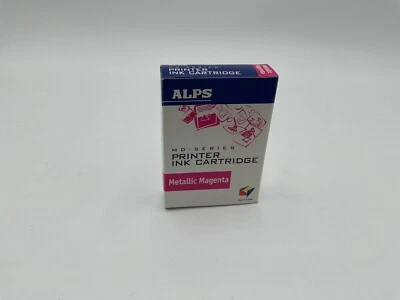 PRINTER
INK CARTRIDGE
ALPS
MD-SERIES
PRINTER
INK CARTRIDGE
Metallic Magenta